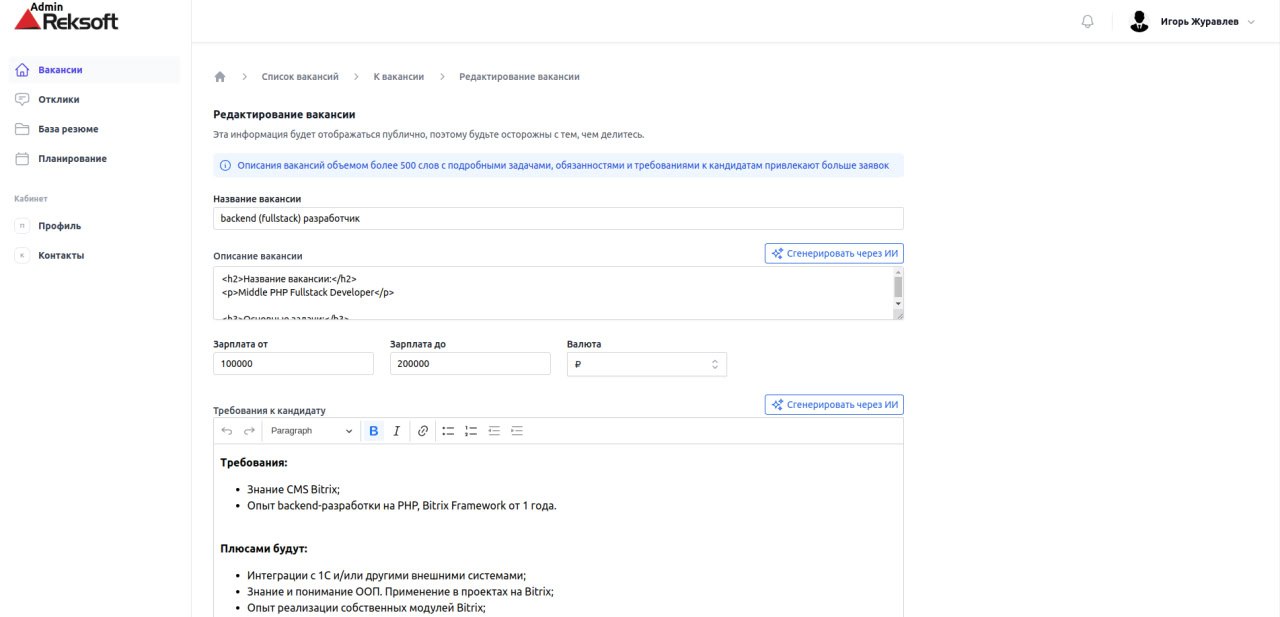 Admin
Reksoft
Игорь Журавлев
Вакансии
Отклики
База резюме
Планирование
Кабинет
П Профиль
К Контакты
Список вакансий
К вакансии
Редактирование вакансии
Редактирование вакансии
Эта информация будет отображаться публично, поэтому будьте осторожны с тем, чем делитесь.
Описания вакансий объемом более 500 слов с подробными задачами, обязанностями и требованиями к кандидатам привлекают больше заявок
Название вакансии
backend (fullstack) разработчик
Описание вакансии
Сгенерировать через ИИ
<h2>Название вакансии:</h2>
<p>Middle PHP Fullstack Developer</p>
<h3>Основные задачи:</h3>
Зарплата от
Зарплата до
Валюта
100000
200000
₽
Требования к кандидату
Сгенерировать через ИИ
Paragraph
B I
Требования:
• Знание CMS Bitrix;
• Опыт backend-разработки на PHP, Bitrix Framework от 1 года.
Плюсами будут:
• Интеграции с 1С и/или другими внешними системами;
• Знание и понимание ООП. Применение в проектах на Bitrix;
• Опыт реализации собственных модулей Bitrix;